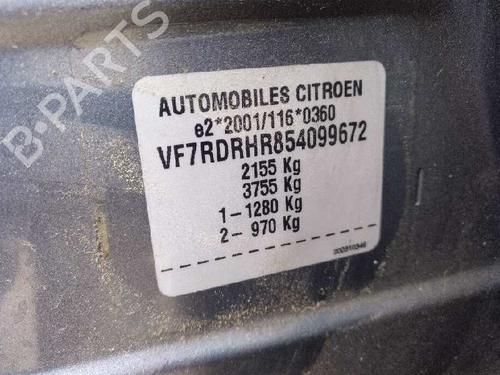 B-PARTS
AUTOMOBILES CITROEN
e2*2001/116*0360
VF7RDRHR854099672
2155 Kg
3755 Kg
1-1280 Kg
2- 970 Kg